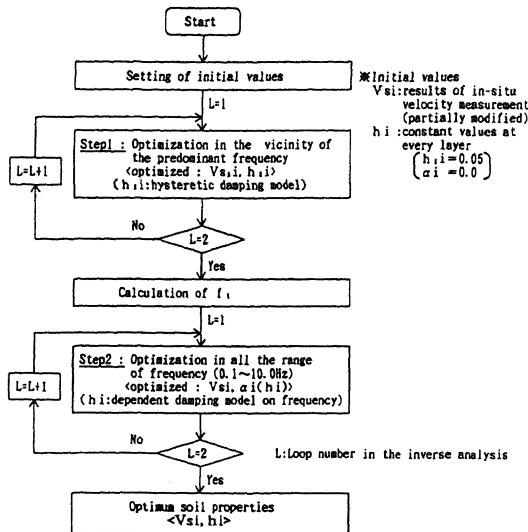 Start
Setting of initial values
※Initial values
Vsi:results of in-situ
velocity measurement
(partially modified)
hi:constant values at
every layer
(h₁i=0.05
αi=0.0)
L=1
Step1 : Optimization in the vicinity of
the predominant frequency
<optimized : Vs₁i, h₁i>
(h₁i:hysteretic damping model)
L=L+1
No
L=2
Yes
Calculation of f₁
L=1
Step2 : Optimization in all the range
of frequency (0.1~10.0Hz)
<optimized : Vsi, αi(hi)>
(hi:dependent damping model on frequency)
L=L+1
No
L=2
L:Loop number in the inverse analysis
Yes
Optimum soil properties
<Vsi, hi>